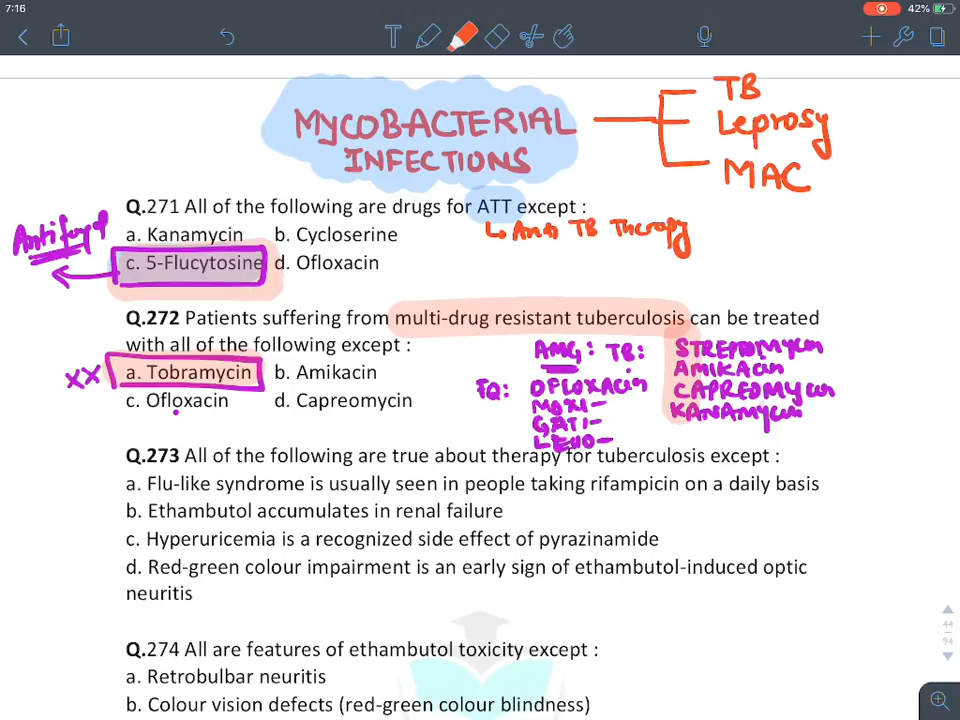 7:16
42%
T
MYCOBACTERIAL
INFECTIONS
TB
Leprosy
MAC
Q.271 All of the following are drugs for ATT except :
↳ Anti TB Therapy
a. Kanamycin b. Cycloserine
Antifungal
c. 5-Flucytosine d. Ofloxacin
Q.272 Patients suffering from multi-drug resistant tuberculosis can be treated
with all of the following except :
XX a. Tobramycin b. Amikacin
c. Ofloxacin d. Capreomycin
AMG: TB:
STREPTOMYCIN
AMIKACIN
CAPREOMYCIN
KANAMYCIN
FQ: OFLOXACIN
MOXI-
GATI-
LEVO-
Q.273 All of the following are true about therapy for tuberculosis except :
a. Flu-like syndrome is usually seen in people taking rifampicin on a daily basis
b. Ethambutol accumulates in renal failure
c. Hyperuricemia is a recognized side effect of pyrazinamide
d. Red-green colour impairment is an early sign of ethambutol-induced optic
neuritis
44
94
Q.274 All are features of ethambutol toxicity except :
a. Retrobulbar neuritis
b. Colour vision defects (red-green colour blindness)